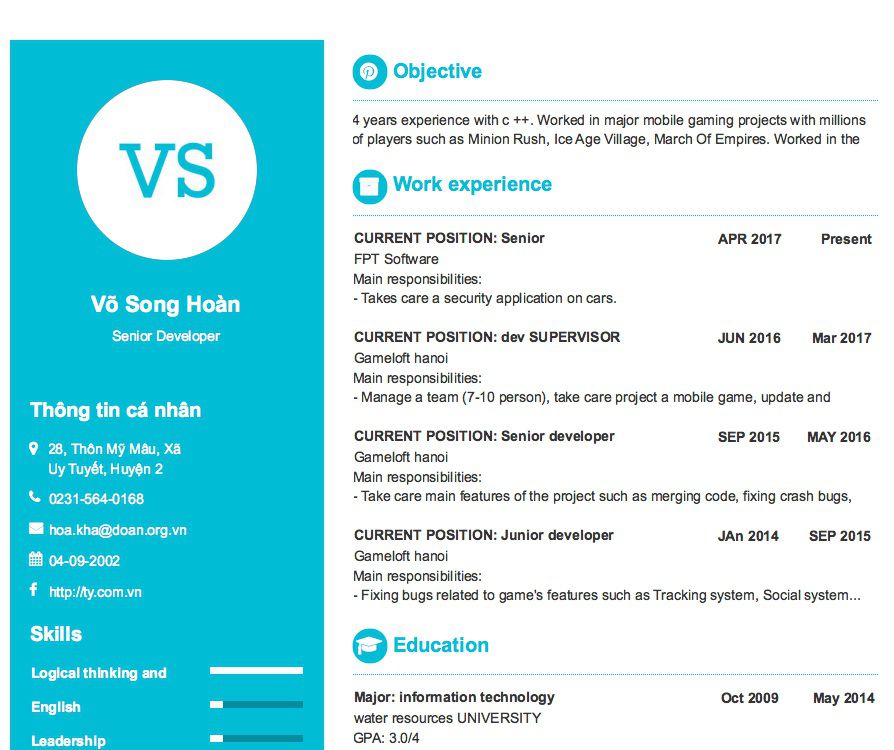 VS
Võ Song Hoàn
Senior Developer
Thông tin cá nhân
28, Thôn Mỹ Mâu, Xã
Uy Tuyết, Huyện 2
0231-564-0168
hoa.kha@doan.org.vn
04-09-2002
http://ty.com.vn
Skills
Logical thinking and
English
Leadership
Objective
4 years experience with c ++. Worked in major mobile gaming projects with millions
of players such as Minion Rush, Ice Age Village, March Of Empires. Worked in the
Work experience
CURRENT POSITION: Senior APR 2017 Present
FPT Software
Main responsibilities:
- Takes care a security application on cars.
CURRENT POSITION: dev SUPERVISOR JUN 2016 Mar 2017
Gameloft hanoi
Main responsibilities:
- Manage a team (7-10 person), take care project a mobile game, update and
CURRENT POSITION: Senior developer SEP 2015 MAY 2016
Gameloft hanoi
Main responsibilities:
- Take care main features of the project such as merging code, fixing crash bugs,
CURRENT POSITION: Junior developer JAn 2014 SEP 2015
Gameloft hanoi
Main responsibilities:
- Fixing bugs related to game's features such as Tracking system, Social system...
Education
Major: information technology Oct 2009 May 2014
water resources UNIVERSITY
GPA: 3.0/4